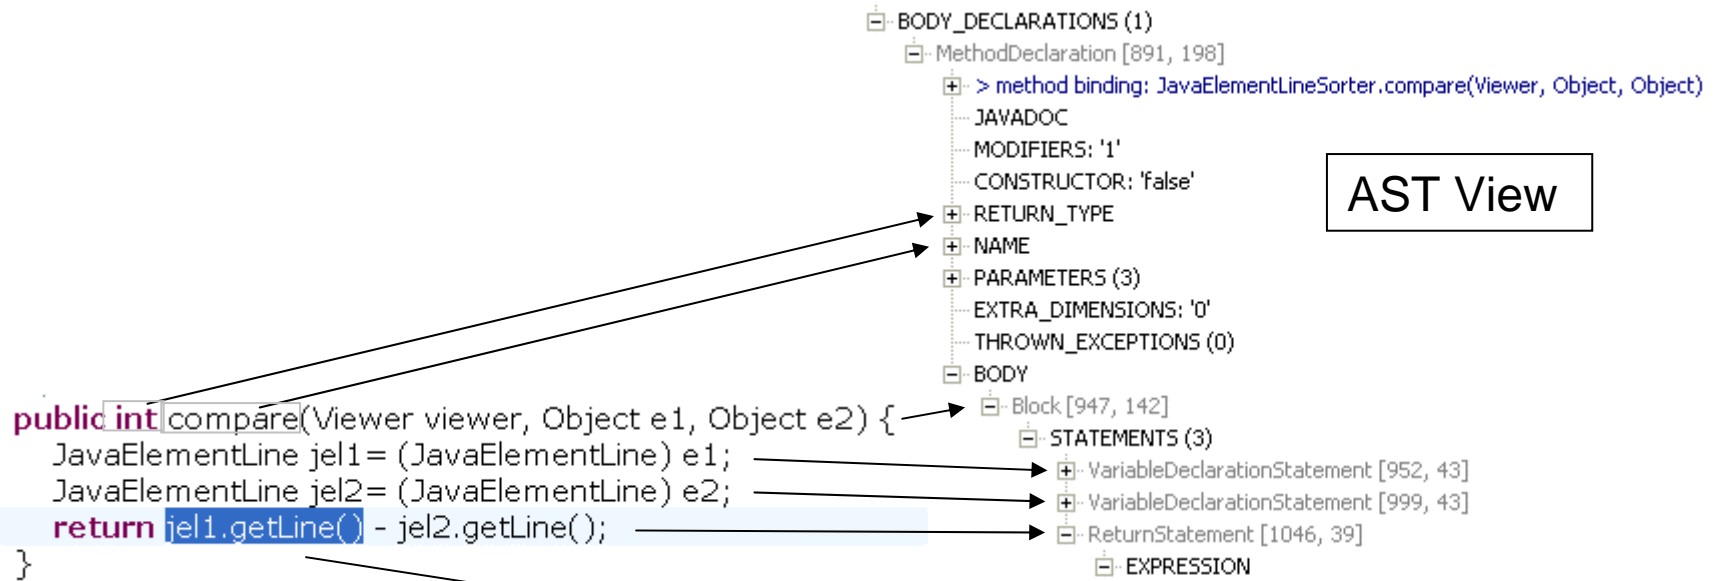 BODY_DECLARATIONS (1)
MethodDeclaration [891, 198]
> method binding: JavaElementLineSorter.compare(Viewer, Object, Object)
JAVADOC
MODIFIERS: '1'
CONSTRUCTOR: 'false'
RETURN_TYPE
NAME
PARAMETERS (3)
EXTRA_DIMENSIONS: '0'
THROWN_EXCEPTIONS (0)
BODY
Block [947, 142]
STATEMENTS (3)
VariableDeclarationStatement [952, 43]
VariableDeclarationStatement [999, 43]
ReturnStatement [1046, 39]
EXPRESSION
AST View
public int compare(Viewer viewer, Object e1, Object e2) {
JavaElementLine jel1= (JavaElementLine) e1;
JavaElementLine jel2= (JavaElementLine) e2;
return jel1.getLine() - jel2.getLine();
}